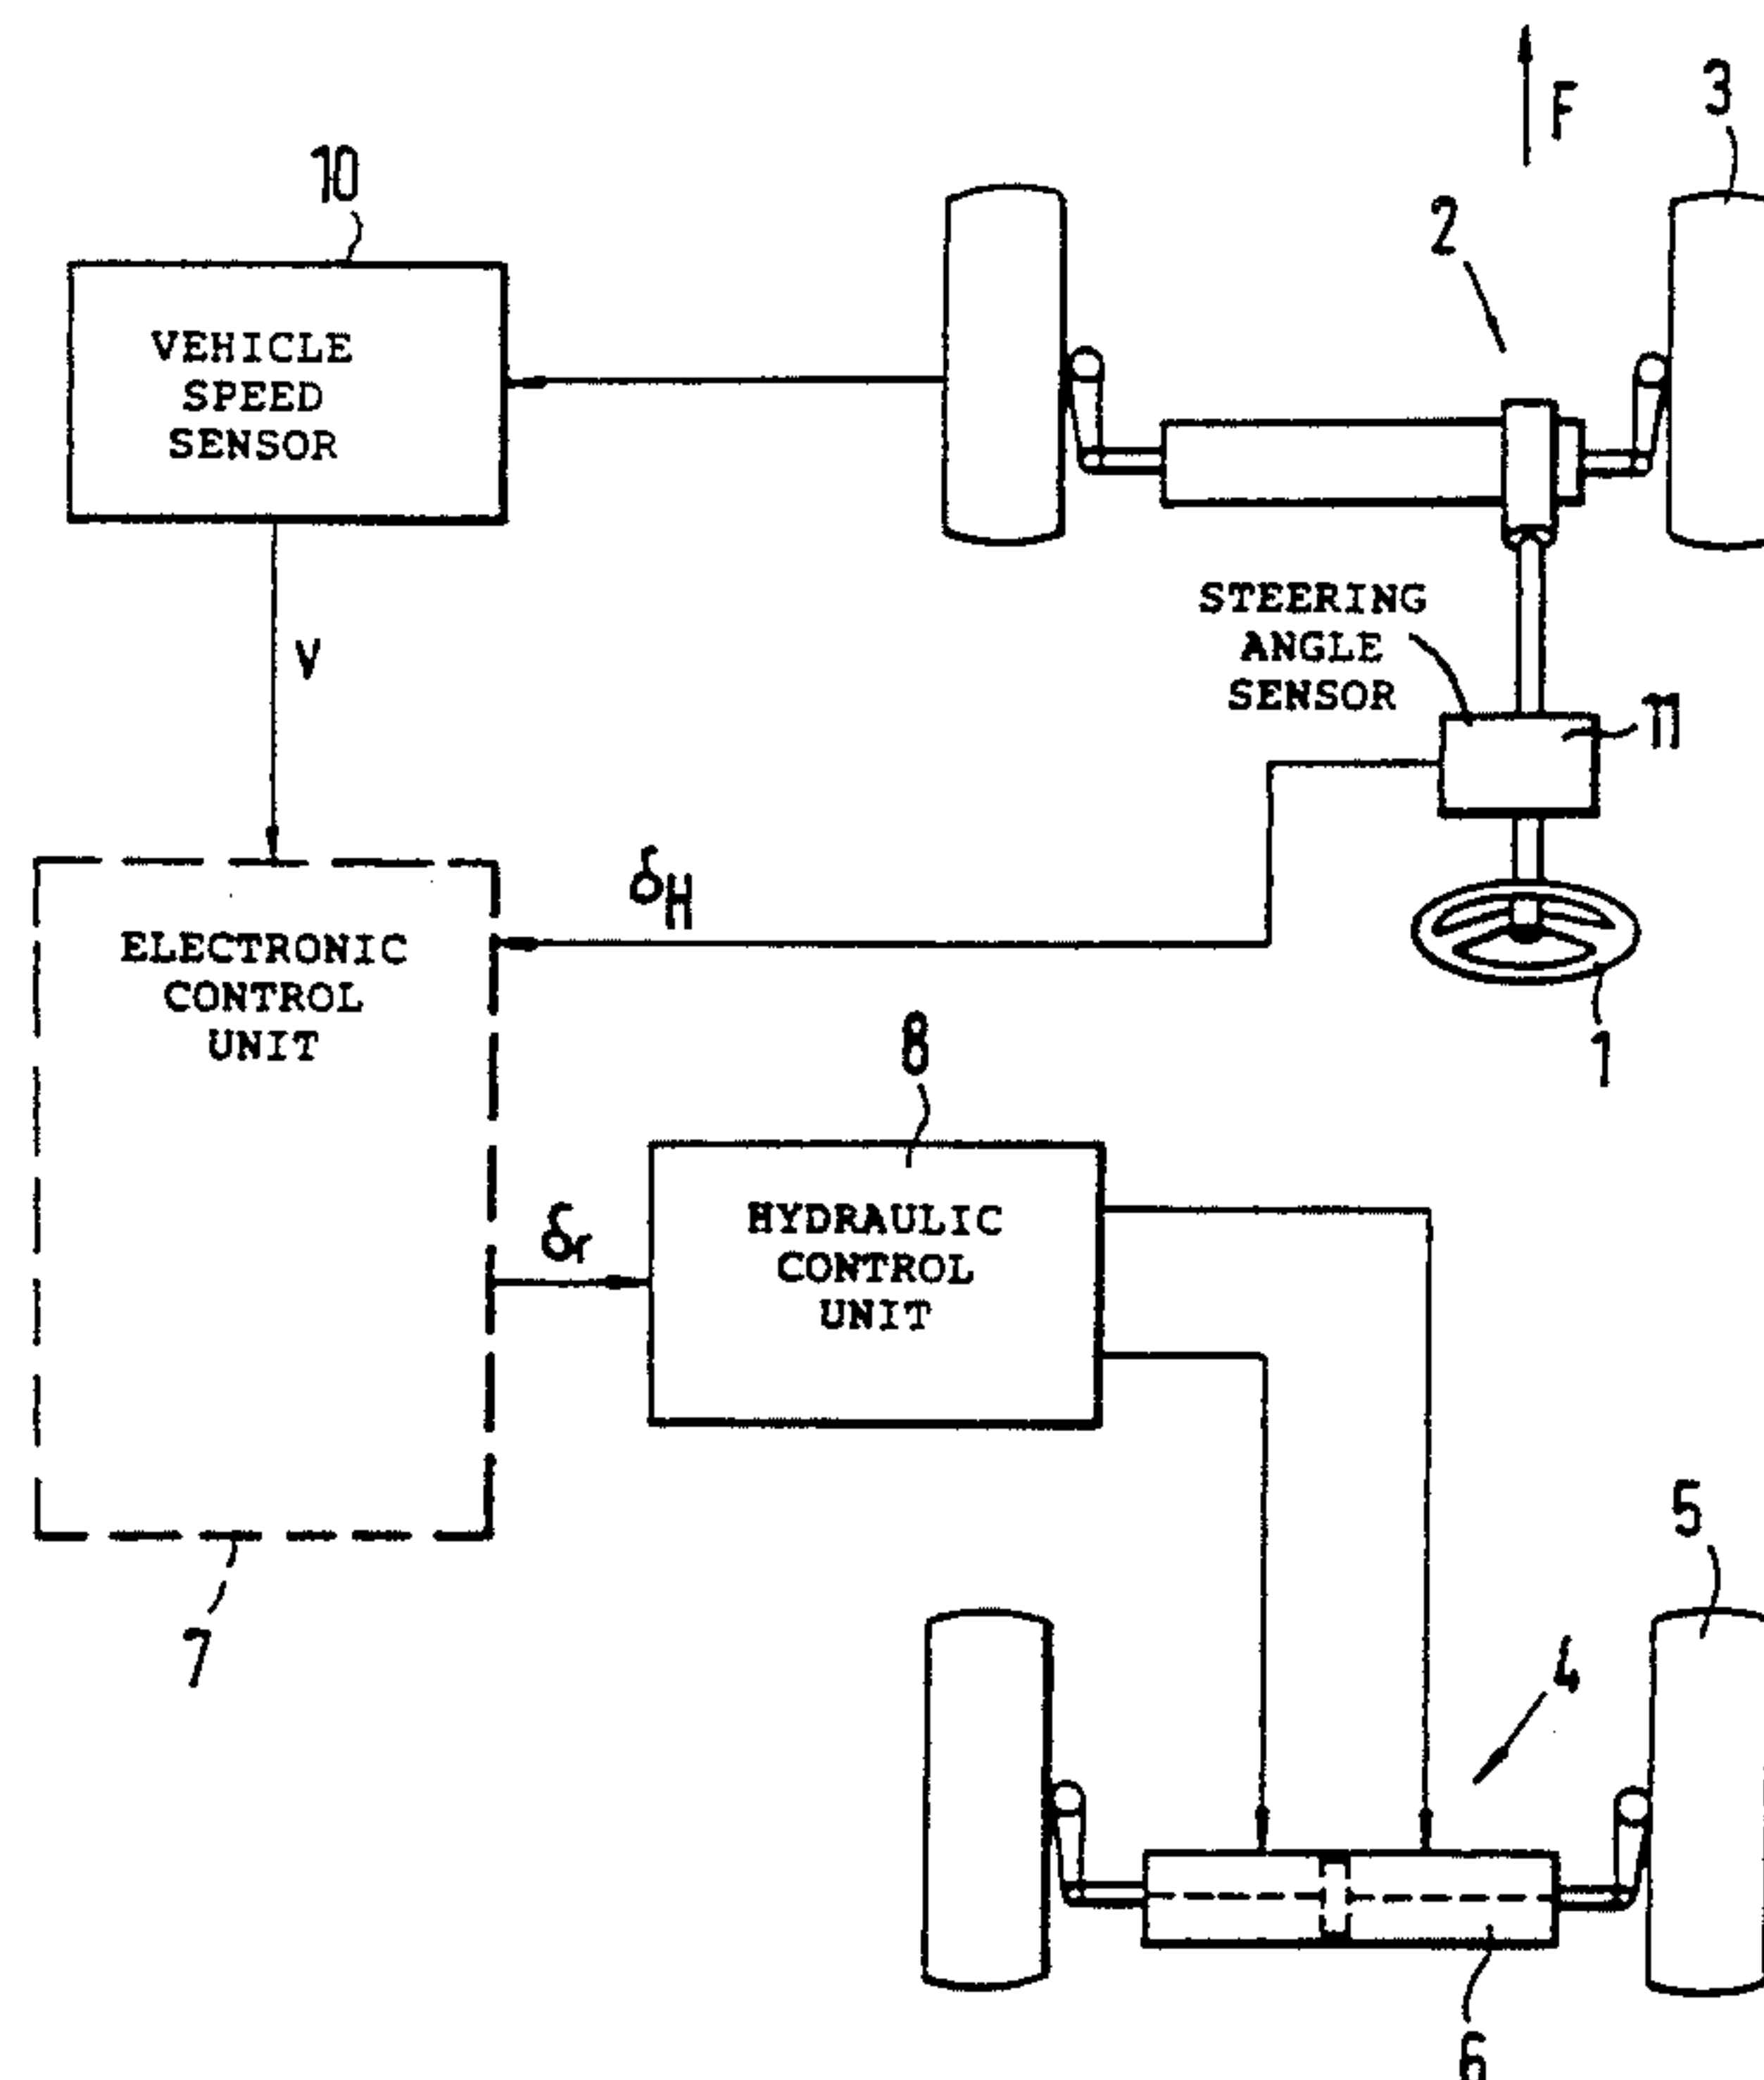 F
3
10
2
VEHICLE
SPEED
SENSOR
STEERING
ANGLE
SENSOR
V
11
δH
ELECTRONIC
CONTROL
UNIT
1
8
δr
HYDRAULIC
CONTROL
UNIT
5
7
4
6